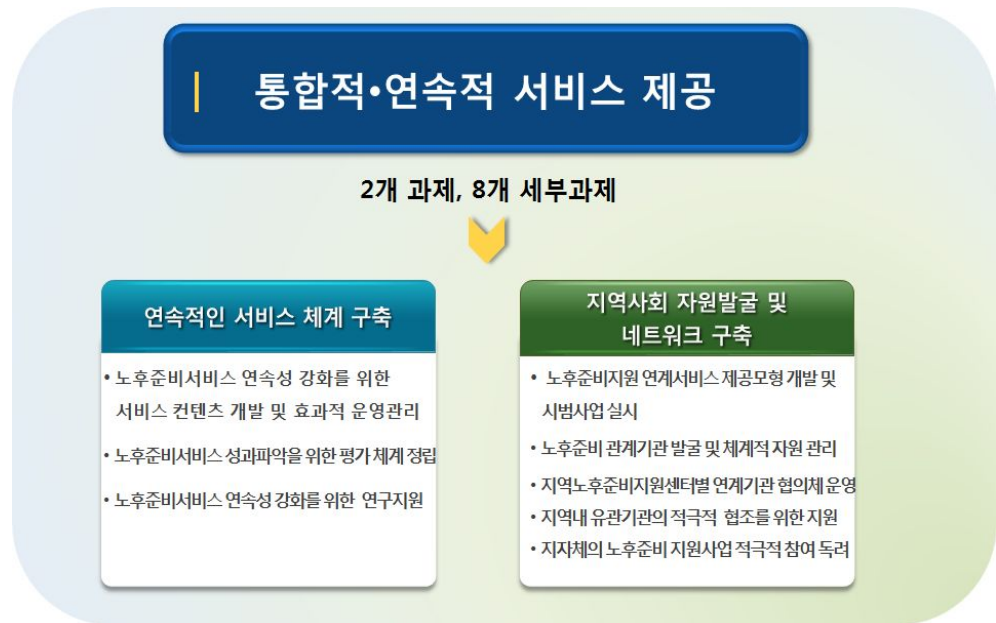 통합적•연속적 서비스 제공
2개 과제, 8개 세부과제
연속적인 서비스 체계 구축
• 노후준비서비스 연속성 강화를 위한
서비스 컨텐츠 개발 및 효과적 운영관리
• 노후준비서비스 성과파악을 위한 평가 체계 정립
• 노후준비서비스 연속성 강화를 위한 연구지원
지역사회 자원발굴 및
네트워크 구축
• 노후준비지원 연계서비스 제공모형 개발 및
시범사업 실시
• 노후준비 관계기관 발굴 및 체계적 자원 관리
• 지역노후준비지원센터별 연계기관 협의체 운영
• 지역내 유관기관의 적극적 협조를 위한 지원
• 지자체의 노후준비 지원사업 적극적 참여 독려